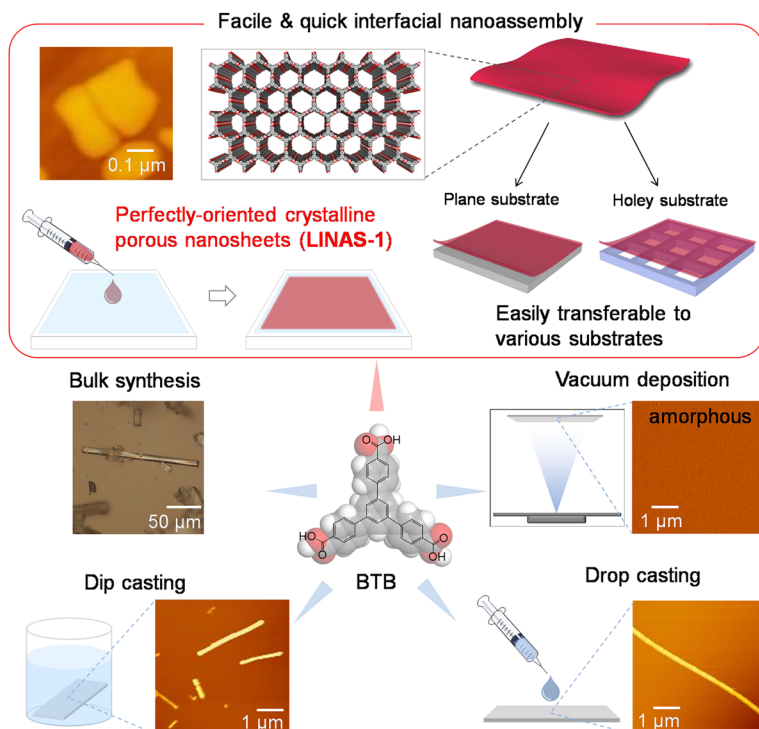 Facile & quick interfacial nanoassembly
0.1 µm
Plane substrate
Holey substrate
Perfectly-oriented crystalline
porous nanosheets (LINAS-1)
Easily transferable to
various substrates
Bulk synthesis
50 µm
Vacuum deposition
amorphous
1 µm
O
OH
HO
O
O
OH
BTB
Dip casting
1 µm
Drop casting
1 µm